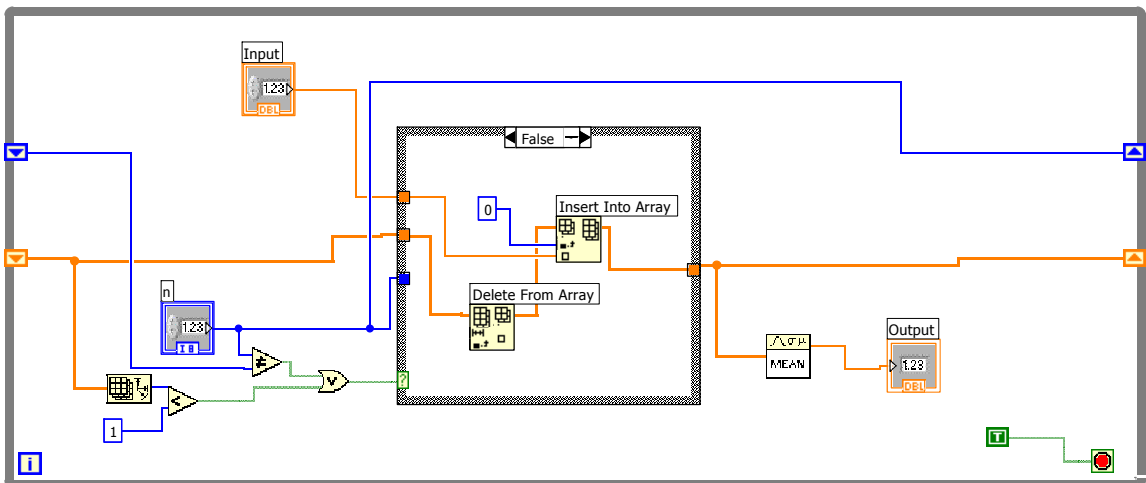 Input
1.23
DBL
False
0
Insert Into Array
n
1.23
I8
Delete From Array
?
Output
1.23
DBL
MEAN
σμ
≠
<
V
1
T
i